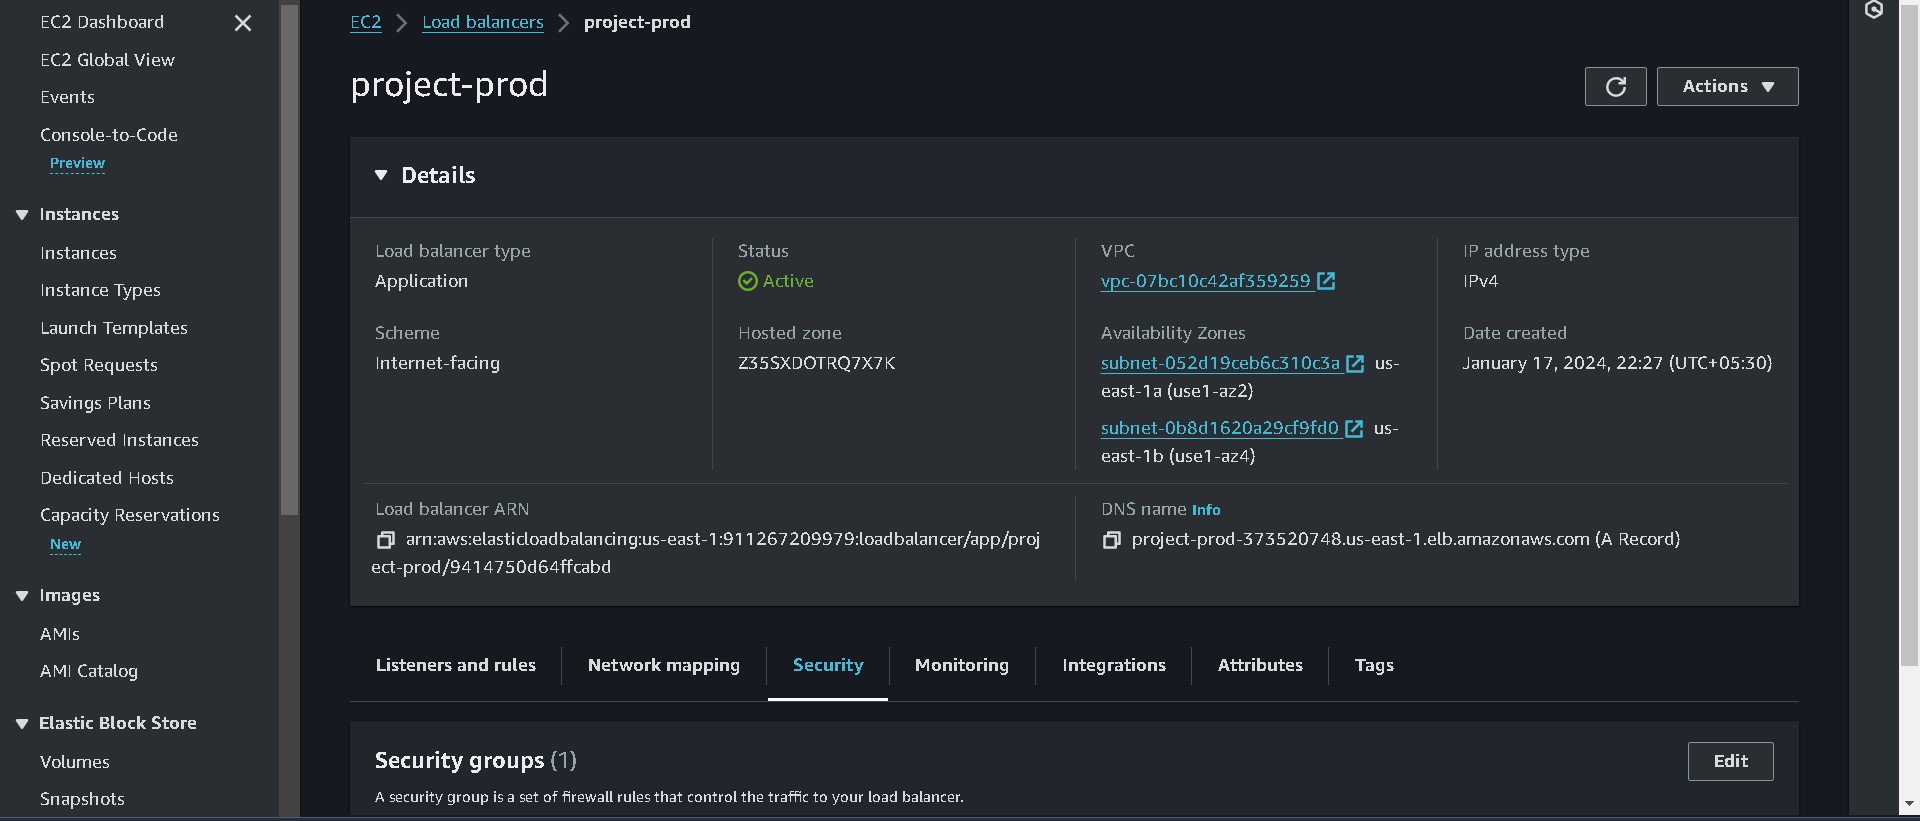 EC2 Dashboard
EC2 Global View
Events
Console-to-Code
Preview
Instances
Instances
Instance Types
Launch Templates
Spot Requests
Savings Plans
Reserved Instances
Dedicated Hosts
Capacity Reservations
New
Images
AMIs
AMI Catalog
Elastic Block Store
Volumes
Snapshots
EC2 > Load balancers > project-prod
project-prod
Actions
Details
Load balancer type
Application
Status
Active
VPC
vpc-07bc10c42af359259
IP address type
IPv4
Scheme
Internet-facing
Hosted zone
Z35SXDOTRQ7X7K
Availability Zones
subnet-052d19ceb6c310c3a us-
east-1a (use1-az2)
subnet-0b8d1620a29cf9fd0 us-
east-1b (use1-az4)
Date created
January 17, 2024, 22:27 (UTC+05:30)
Load balancer ARN
arn:aws:elasticloadbalancing:us-east-1:911267209979:loadbalancer/app/proj
ect-prod/9414750d64ffcabd
DNS name Info
project-prod-373520748.us-east-1.elb.amazonaws.com (A Record)
Listeners and rules
Network mapping
Security
Monitoring
Integrations
Attributes
Tags
Security groups (1)
Edit
A security group is a set of firewall rules that control the traffic to your load balancer.